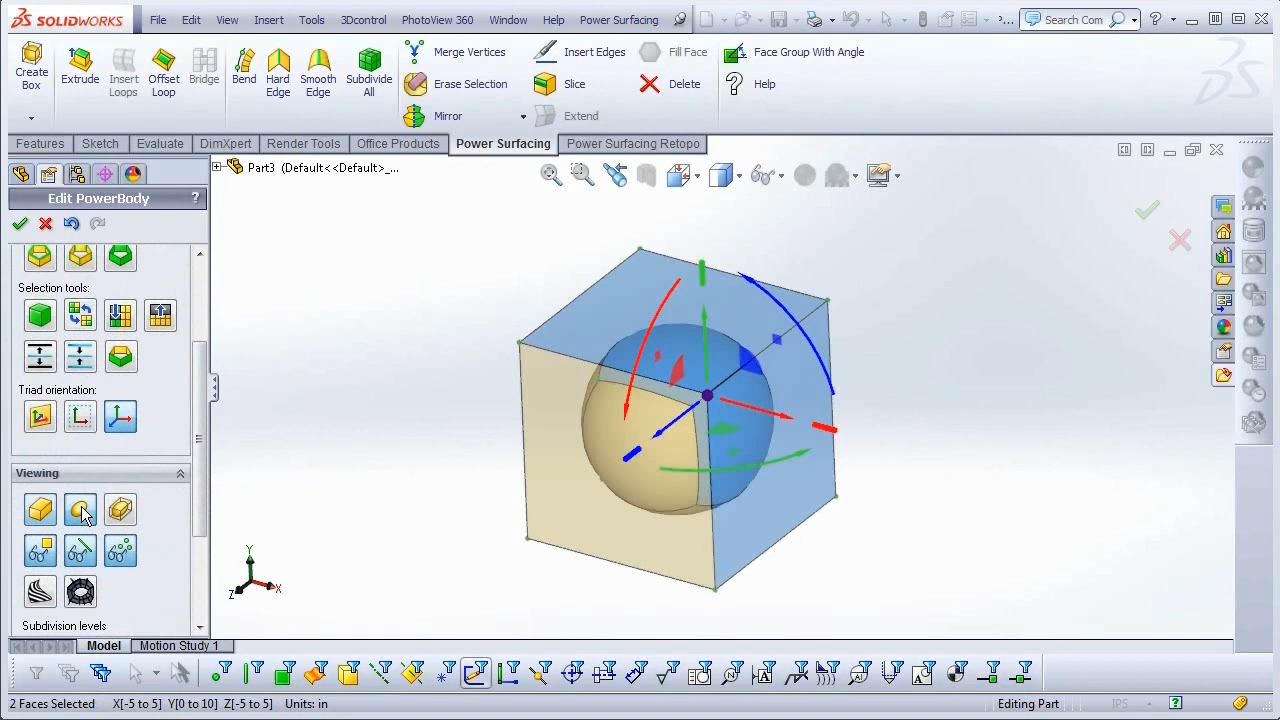 SOLIDWORKS File Edit View Insert Tools 3Dcontrol PhotoView 360 Window Help Power Surfacing Search Com
Create Box
Extrude
Insert Loops
Offset Loop
Bridge
Bend
Hard Edge
Smooth Edge
Subdivide All
Merge Vertices Insert Edges Fill Face Face Group With Angle
Erase Selection Slice Delete Help
Mirror Extend
Features Sketch Evaluate DimXpert Render Tools Office Products Power Surfacing Power Surfacing Retopo
Part3 (Default<<Default>_...
Edit PowerBody ?
Selection tools:
Triad orientation:
Viewing
Subdivision levels
Y
X
Z
Model Motion Study 1
2 Faces Selected X[-5 to 5] Y[0 to 10] Z[-5 to 5] Units: in Editing Part IPS